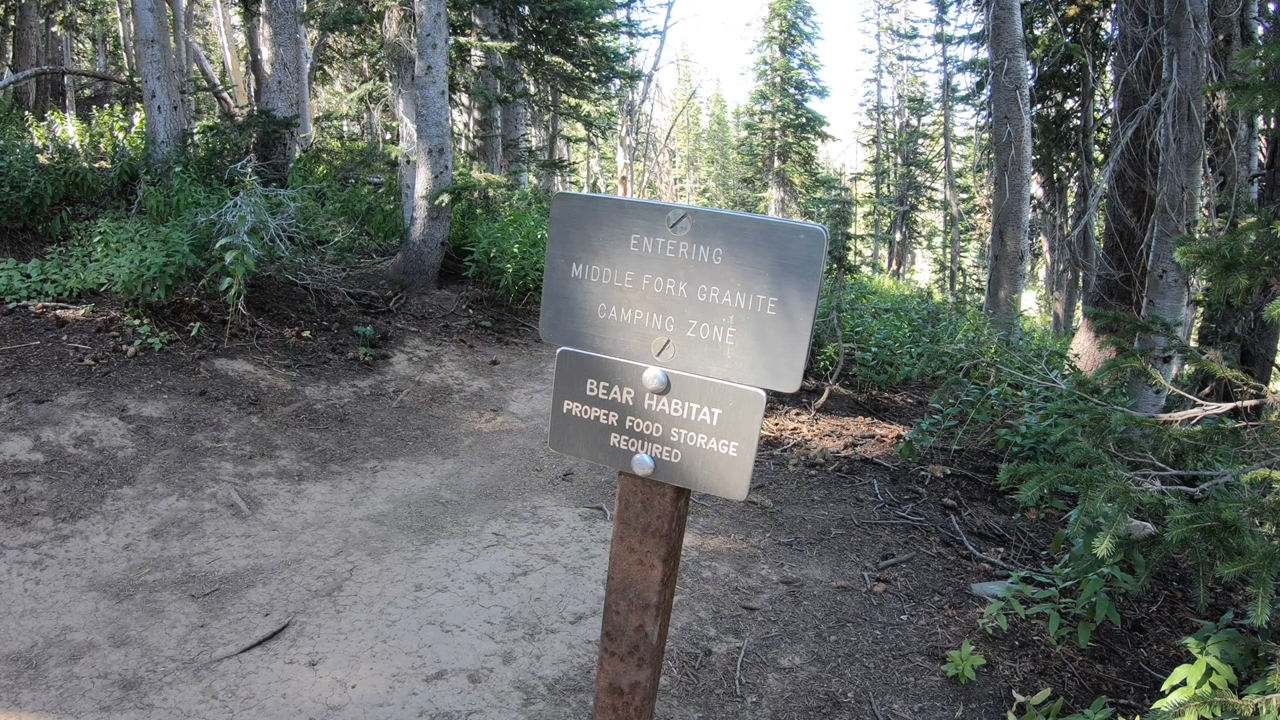 ENTERING
MIDDLE FORK GRANITE
CAMPING ZONE
BEAR HABITAT
PROPER FOOD STORAGE
REQUIRED